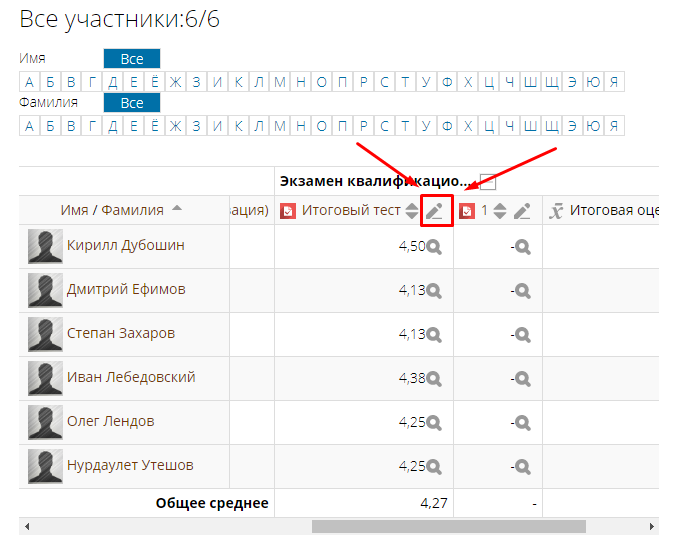 Все участники:6/6
Имя Все
А Б В Г Д Е Ё Ж З И К Л М Н О П Р С Т У Ф Х Ц Ч Ш Щ Э Ю Я
Фамилия Все
А Б В Г Д Е Ё Ж З И К Л М Н О П Р С Т У Ф Х Ц Ч Ш Щ Э Ю Я
Экзамен квалификацио...
Имя / Фамилия зация) Итоговый тест 1 x̄ Итоговая оце
Кирилл Дубошин 4,50 -
Дмитрий Ефимов 4,13 -
Степан Захаров 4,13 -
Иван Лебедовский 4,38 -
Олег Лендов 4,25 -
Нурдаулет Утешов 4,25 -
Общее среднее 4,27 -